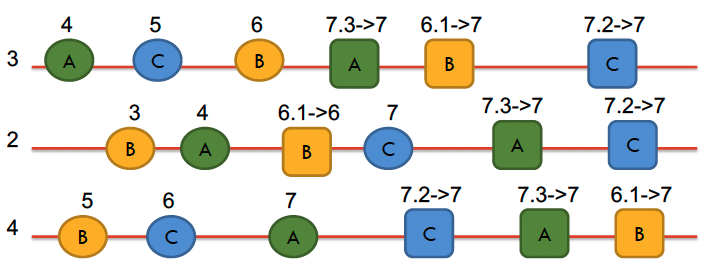 4 5 6 7.3->7 6.1->7 7.2->7
3 A C B A B C
3 4 6.1->6 7 7.3->7 7.2->7
2 B A B C A C
5 6 7 7.2->7 7.3->7 6.1->7
4 B C A C A B